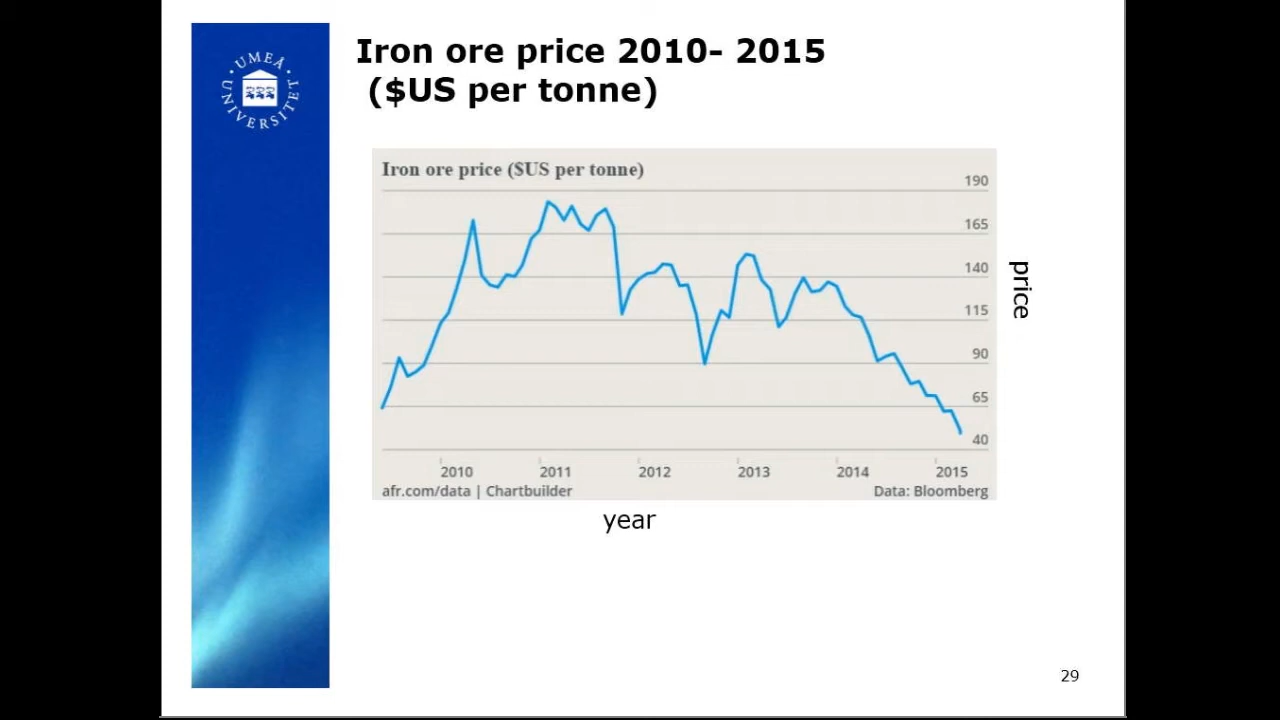 UMEÅ UNIVERSITET
Iron ore price 2010- 2015
($US per tonne)
Iron ore price ($US per tonne)
190
165
140
115
90
65
40
price
2010 2011 2012 2013 2014 2015
afr.com/data | Chartbuilder Data: Bloomberg
year
29